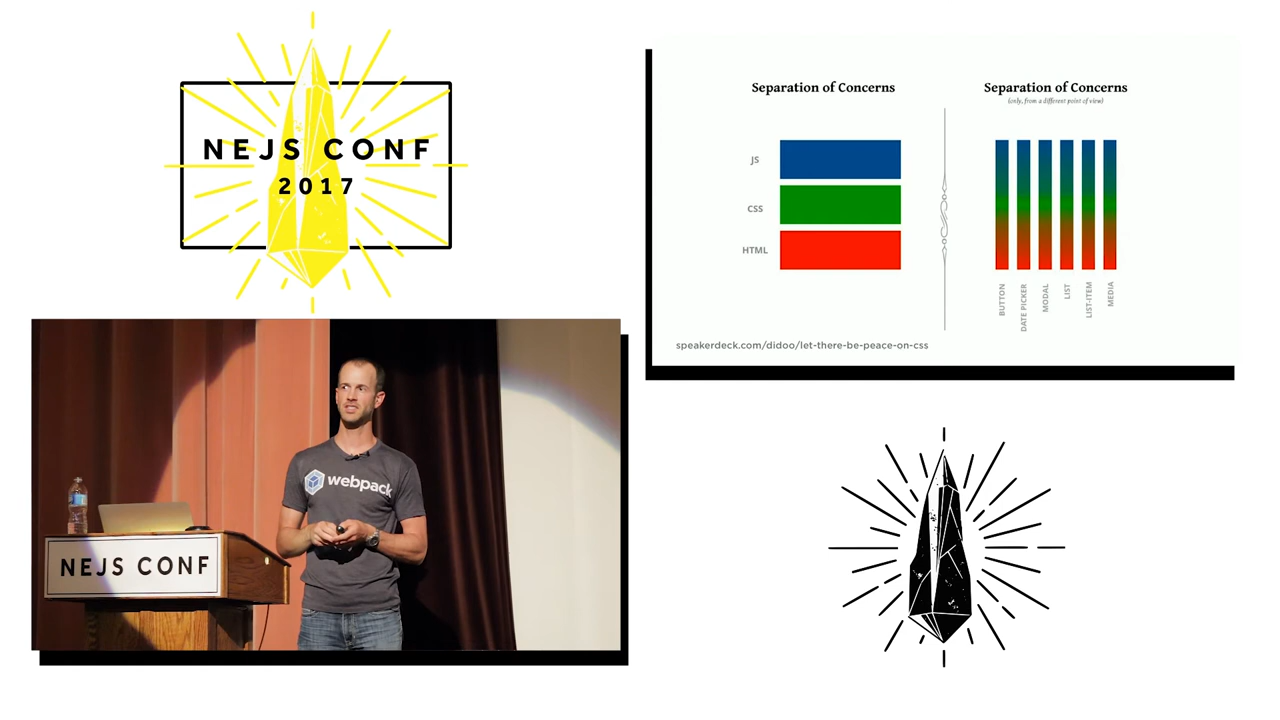 NEJS CONF
2017
Separation of Concerns
JS
CSS
HTML
Separation of Concerns
(only, from a different point of view)
BUTTON
DATE PICKER
MODAL
LIST
LIST-ITEM
MEDIA
speakerdeck.com/didoo/let-there-be-peace-on-css
webpack
NEJS CONF